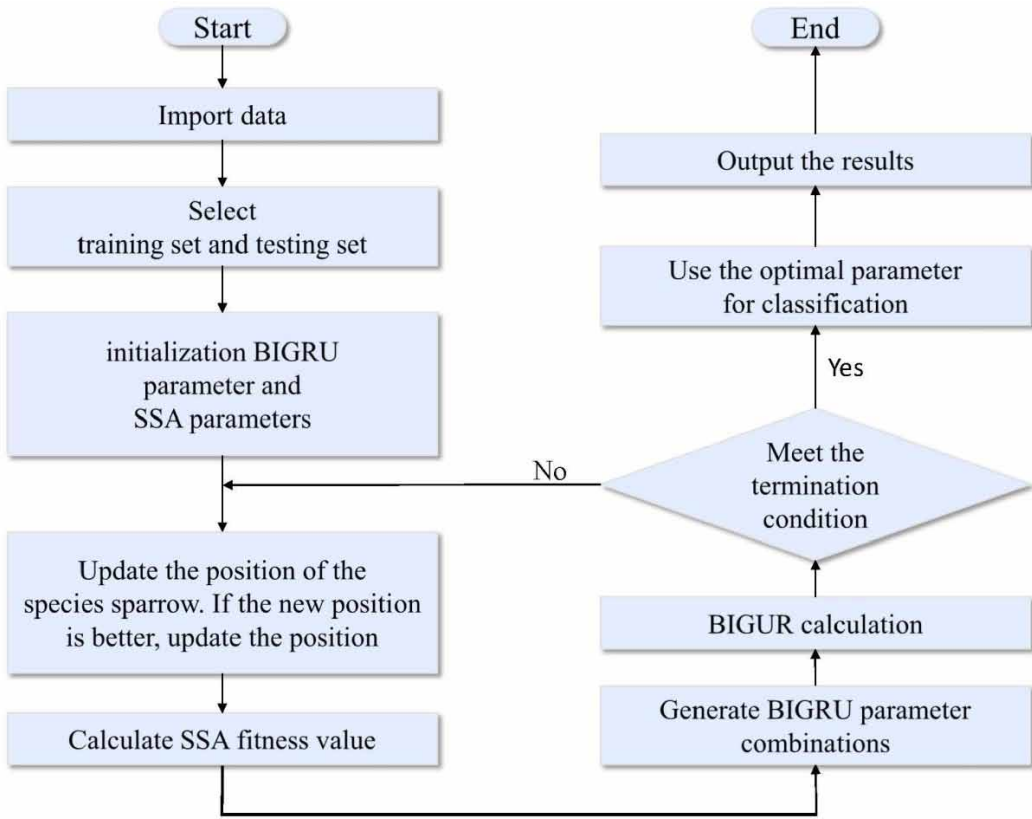 Start
Import data
Select
training set and testing set
initialization BIGRU
parameter and
SSA parameters
Update the position of the
species sparrow. If the new position
is better, update the position
Calculate SSA fitness value
Generate BIGRU parameter
combinations
BIGUR calculation
Meet the
termination
condition
No
Yes
Use the optimal parameter
for classification
Output the results
End